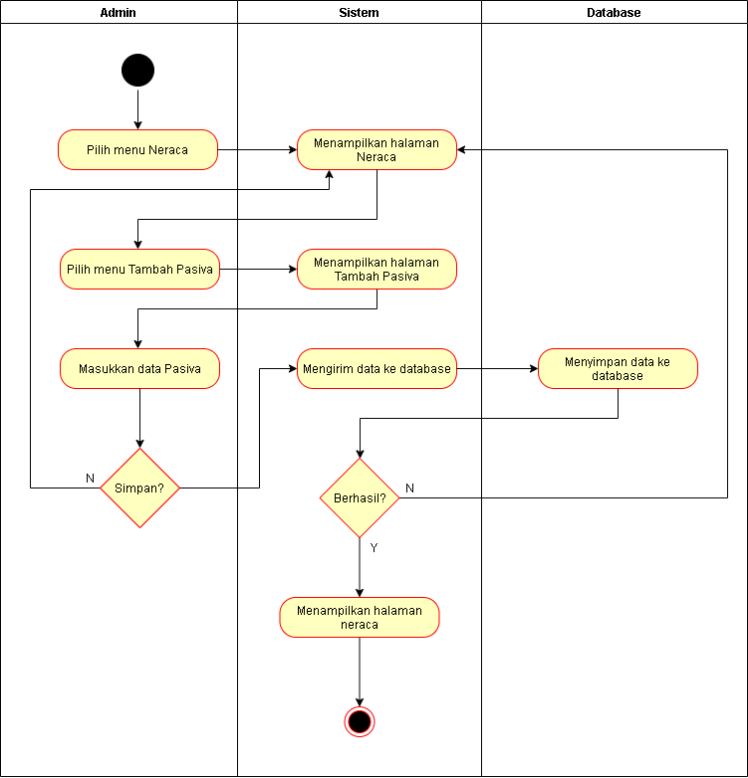 Admin
Sistem
Database
Pilih menu Neraca
Menampilkan halaman
Neraca
Pilih menu Tambah Pasiva
Menampilkan halaman
Tambah Pasiva
Masukkan data Pasiva
Mengirim data ke database
Menyimpan data ke
database
N
Simpan?
Berhasil?
N
Y
Menampilkan halaman
neraca